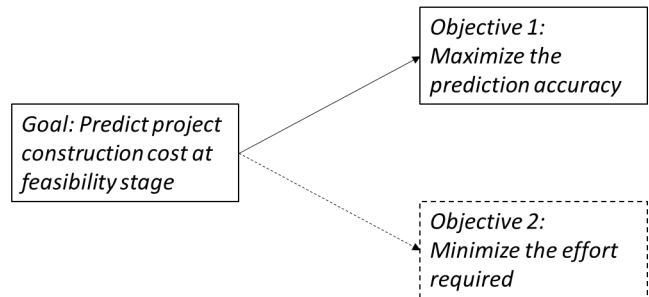 Objective 1:
Maximize the
prediction accuracy
Goal: Predict project
construction cost at
feasibility stage
Objective 2:
Minimize the effort
required